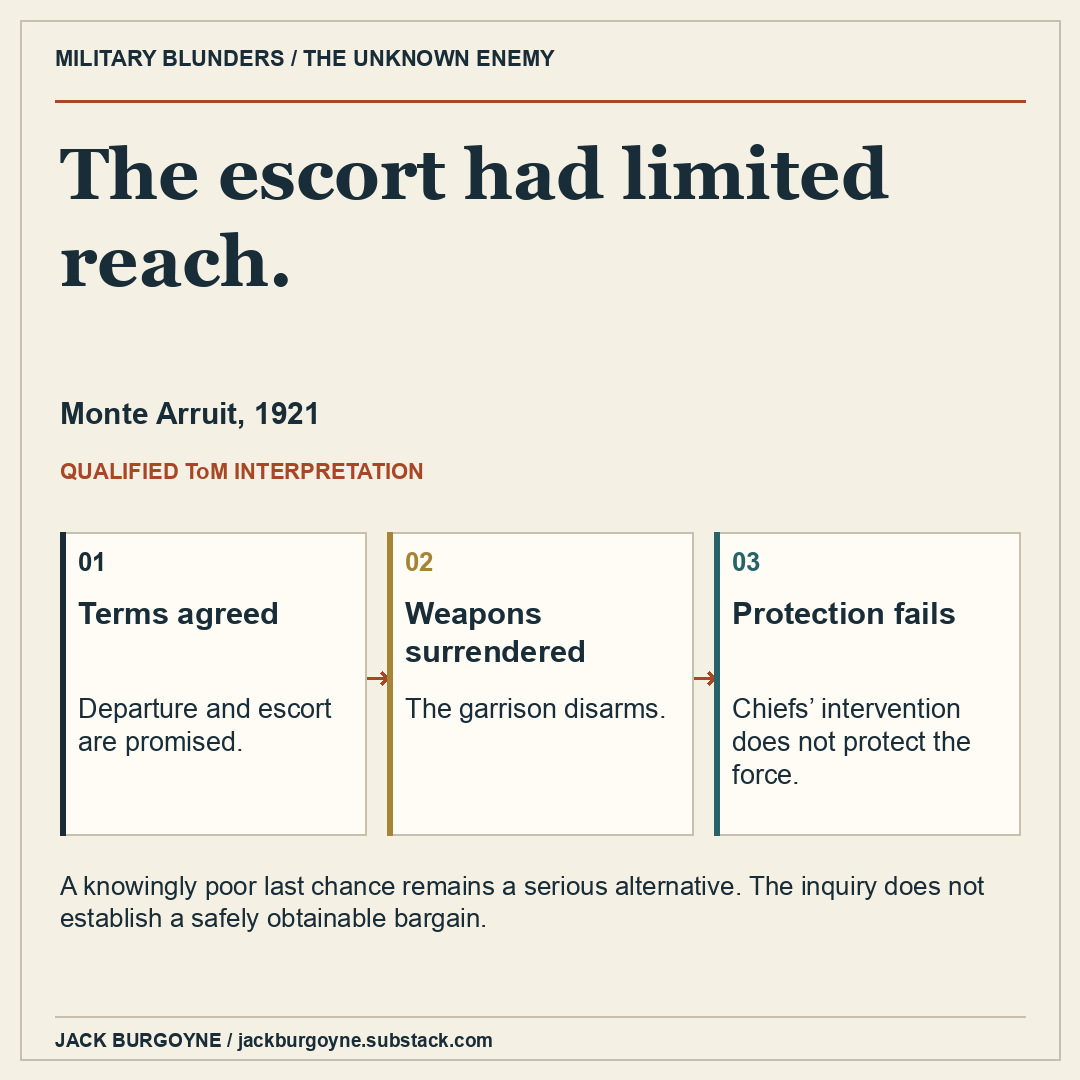 MILITARY BLUNDERS / THE UNKNOWN ENEMY
The escort had limited
reach.
Monte Arruit, 1921
QUALIFIED ToM INTERPRETATION
01
Terms agreed
Departure and escort
are promised.
02
Weapons
surrendered
The garrison disarms.
03
Protection fails
Chiefs’ intervention
does not protect the
force.
A knowingly poor last chance remains a serious alternative. The inquiry does not
establish a safely obtainable bargain.
JACK BURGOYNE / jackburgoyne.substack.com